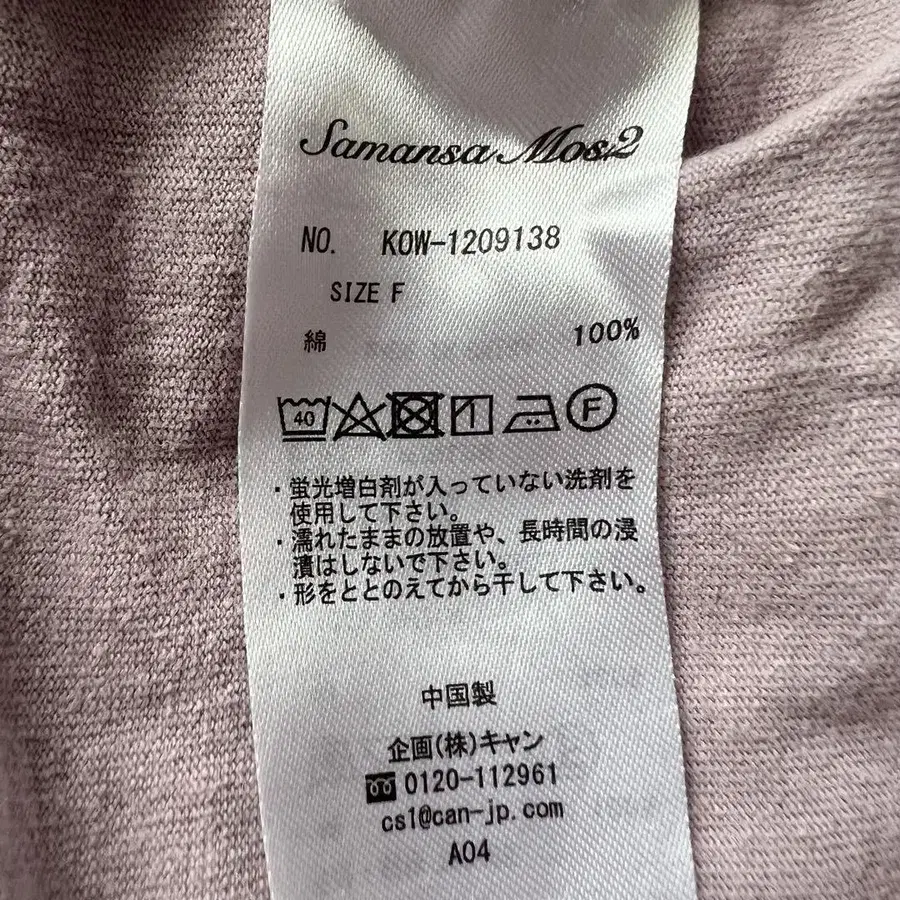 Samansa Mos2
NO. KOW-1209138
SIZE F
綿 100%
40 F
・蛍光増白剤が入っていない洗剤を
使用して下さい。
・濡れたままの放置や、長時間の浸
漬はしないで下さい。
・形をととのえてから干して下さい。
中国製
企画(株)キャン
0120-112961
cs1@can-jp.com
A04